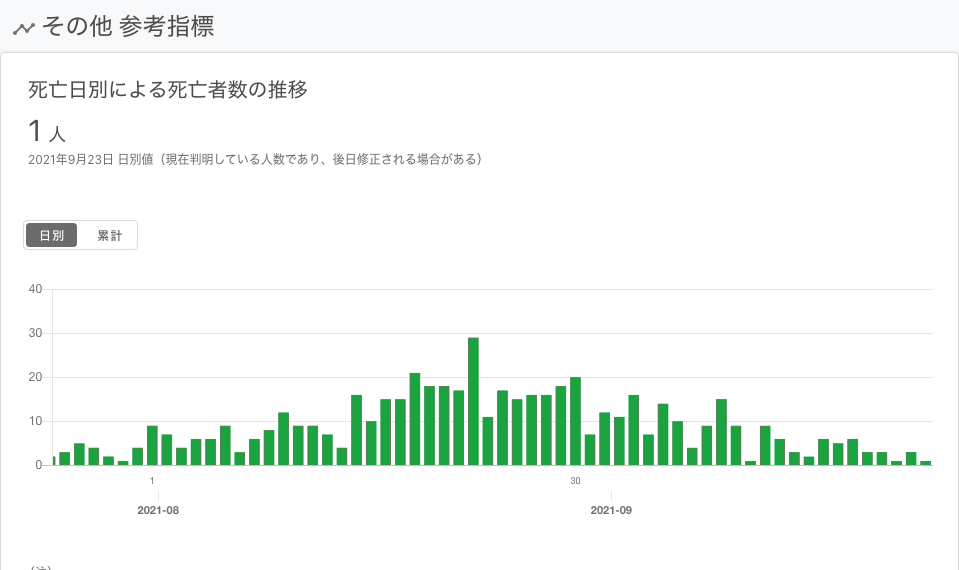 その他 参考指標
死亡日別による死亡者数の推移
1 人
2021年9月23日 日別値（現在判明している人数であり、後日修正される場合がある）
日別 累計
40
30
20
10
0
1 30
2021-08 2021-09